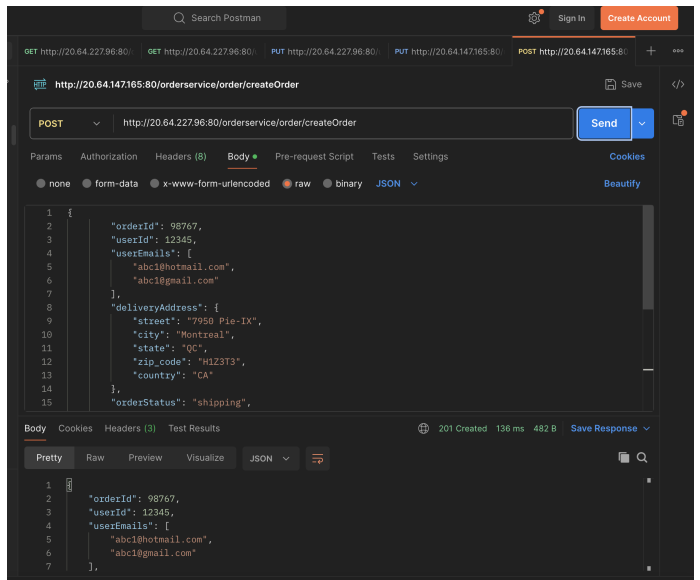 Search Postman
Sign In
Create Account
GET http://20.64.227.96:80/
GET http://20.64.227.96:80/
PUT http://20.64.227.96:80/
PUT http://20.64.147.165:80/
POST http://20.64.147.165:80
HTTP http://20.64.147.165:80/orderservice/order/createOrder
Save
POST
http://20.64.227.96:80/orderservice/order/createOrder
Send
Params Authorization Headers (8) Body Pre-request Script Tests Settings
Cookies
none form-data x-www-form-urlencoded raw binary JSON
Beautify
1 {
2 "orderId": 98767,
3 "userId": 12345,
4 "userEmails": [
5 "abc1@hotmail.com",
6 "abc1@gmail.com"
7 ],
8 "deliveryAddress": {
9 "street": "7950 Pie-IX",
10 "city": "Montreal",
11 "state": "QC",
12 "zip_code": "H1Z3T3",
13 "country": "CA"
14 },
15 "orderStatus": "shipping",
Body Cookies Headers (3) Test Results
201 Created 136 ms 482 B Save Response
Pretty Raw Preview Visualize JSON
1 {
2 "orderId": 98767,
3 "userId": 12345,
4 "userEmails": [
5 "abc1@hotmail.com",
6 "abc1@gmail.com"
7 ],